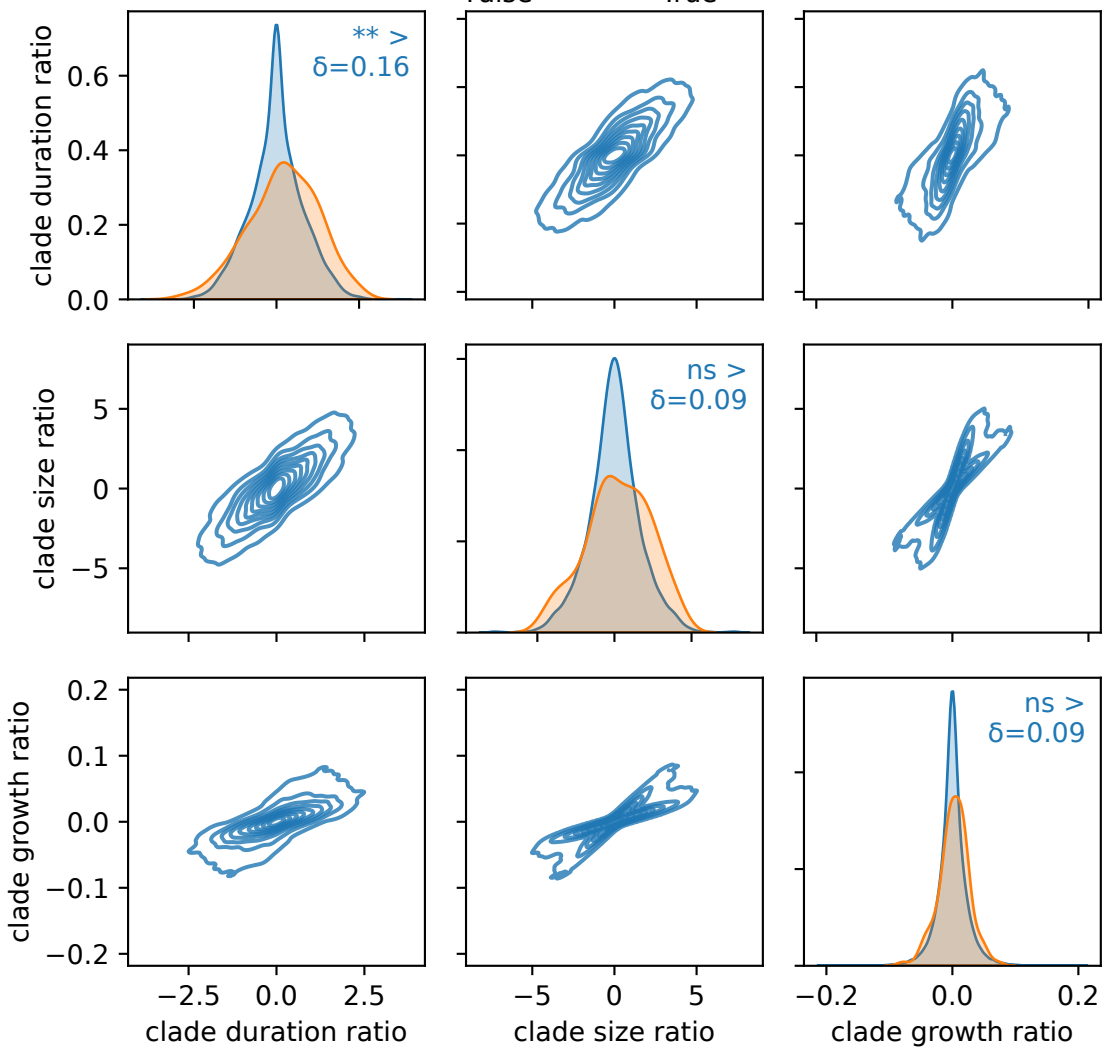 False True
clade duration ratio
0.6
0.4
0.2
0.0
** >
δ=0.16
clade size ratio
5
0
−5
ns >
δ=0.09
clade growth ratio
0.2
0.1
0.0
−0.1
−0.2
ns >
δ=0.09
−2.5 0.0 2.5
−5 0 5
−0.2 0.0 0.2
clade duration ratio
clade size ratio
clade growth ratio